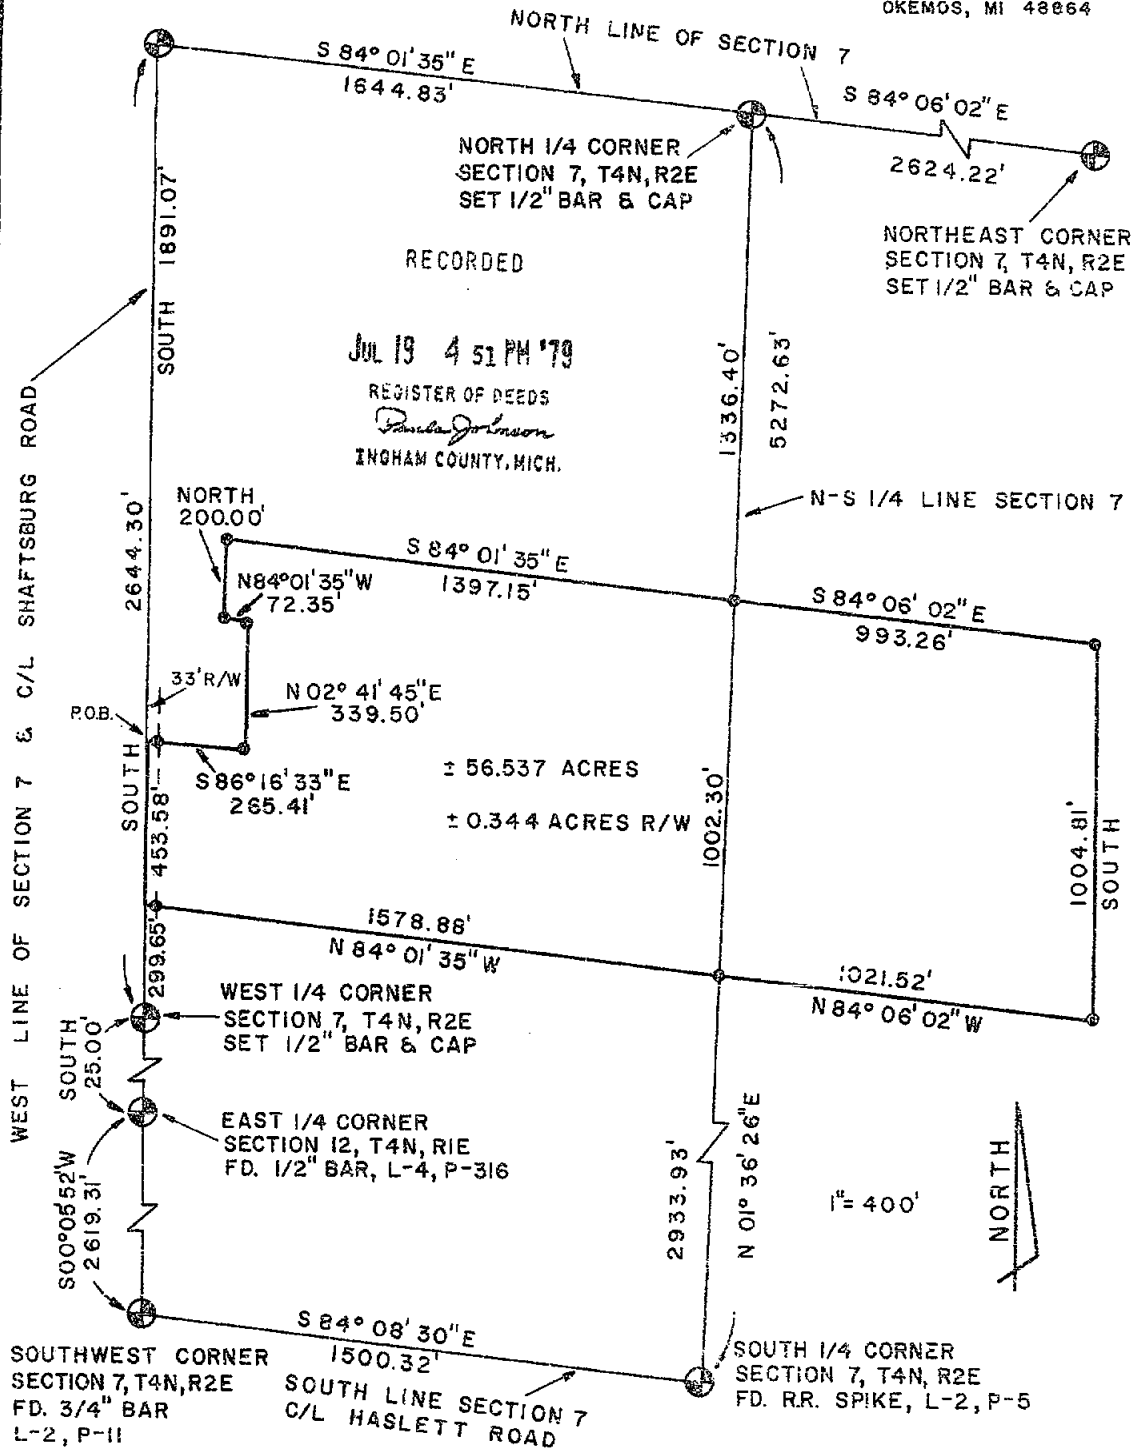 OKEMOS, MI 48864
NORTH LINE OF SECTION 7
S 84° 01' 35" E
1644.83'
S 84° 06' 02" E
2624.22'
NORTH 1/4 CORNER
SECTION 7, T4N, R2E
SET 1/2" BAR & CAP
NORTHEAST CORNER
SECTION 7, T4N, R2E
SET 1/2" BAR & CAP
SOUTH 1891.07'
RECORDED
JUL 19 4 51 PM '79
REGISTER OF DEEDS
Paula Johnson
INGHAM COUNTY, MICH.
1336.40'
5272.63'
N-S 1/4 LINE SECTION 7
WEST LINE OF SECTION 7 & C/L SHAFTSBURG ROAD
2644.30'
NORTH
200.00'
S 84° 01' 35" E
1397.15'
N84°01'35"W
72.35'
S 84° 06' 02" E
993.26'
33' R/W
N 02° 41' 45" E
339.50'
P.O.B.
SOUTH
453.58'
S 86° 16' 33" E
265.41'
± 56.537 ACRES
± 0.344 ACRES R/W
1002.30'
1004.81'
SOUTH
1578.88'
N 84° 01' 35" W
1021.52'
N 84° 06' 02" W
299.65'
WEST 1/4 CORNER
SECTION 7, T4N, R2E
SET 1/2" BAR & CAP
SOUTH
25.00'
EAST 1/4 CORNER
SECTION 12, T4N, R1E
FD. 1/2" BAR, L-4, P-316
S00°05'52"W
2619.31'
2933.93'
N 01° 36' 26" E
1"= 400'
NORTH
S 84° 08' 30" E
1500.32'
SOUTHWEST CORNER
SECTION 7, T4N, R2E
FD. 3/4" BAR
L-2, P-11
SOUTH LINE SECTION 7
C/L HASLETT ROAD
SOUTH 1/4 CORNER
SECTION 7, T4N, R2E
FD. R.R. SPIKE, L-2, P-5